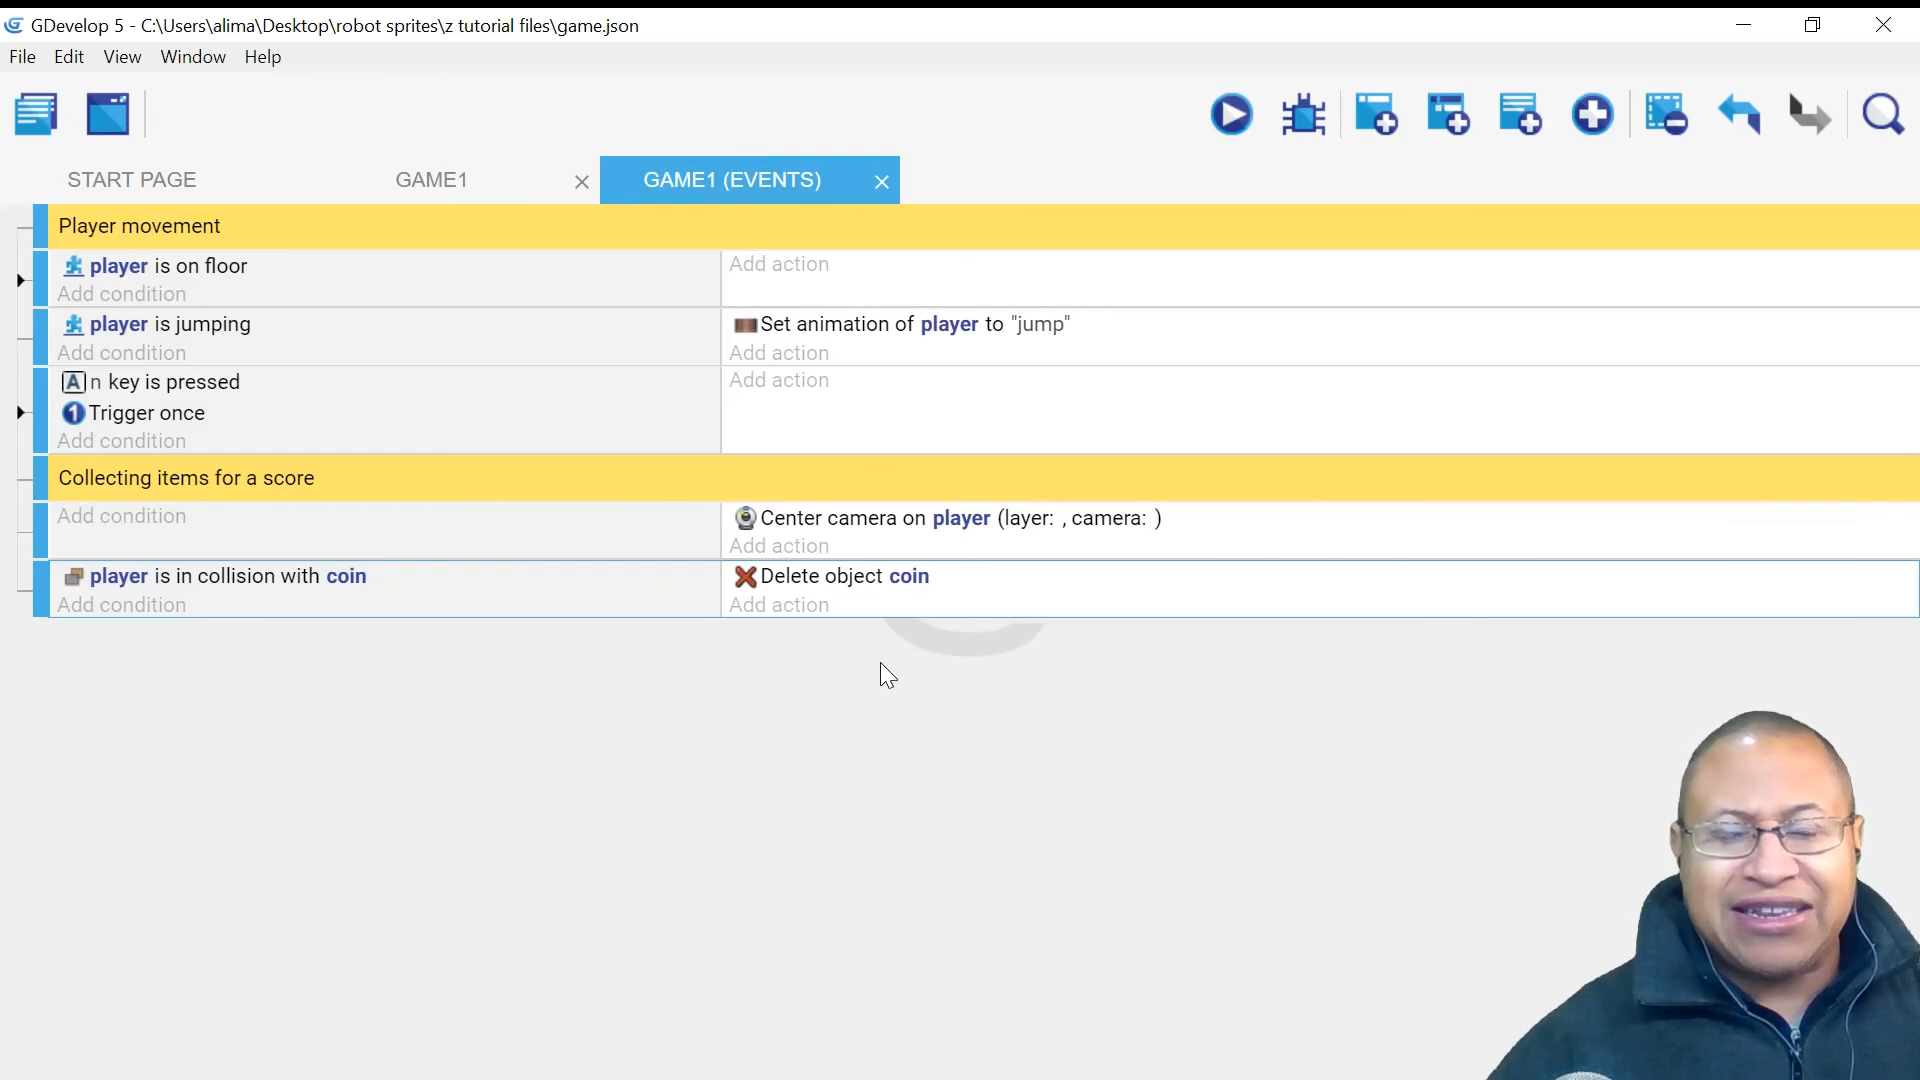 GDevelop 5 - C:\Users\alima\Desktop\robot sprites\z tutorial files\game.json
File Edit View Window Help
START PAGE GAME1 GAME1 (EVENTS)
Player movement
player is on floor Add action
Add condition
player is jumping Set animation of player to "jump"
Add condition Add action
A n key is pressed Add action
1 Trigger once
Add condition
Collecting items for a score
Add condition Center camera on player (layer: , camera: )
Add action
player is in collision with coin Delete object coin
Add condition Add action